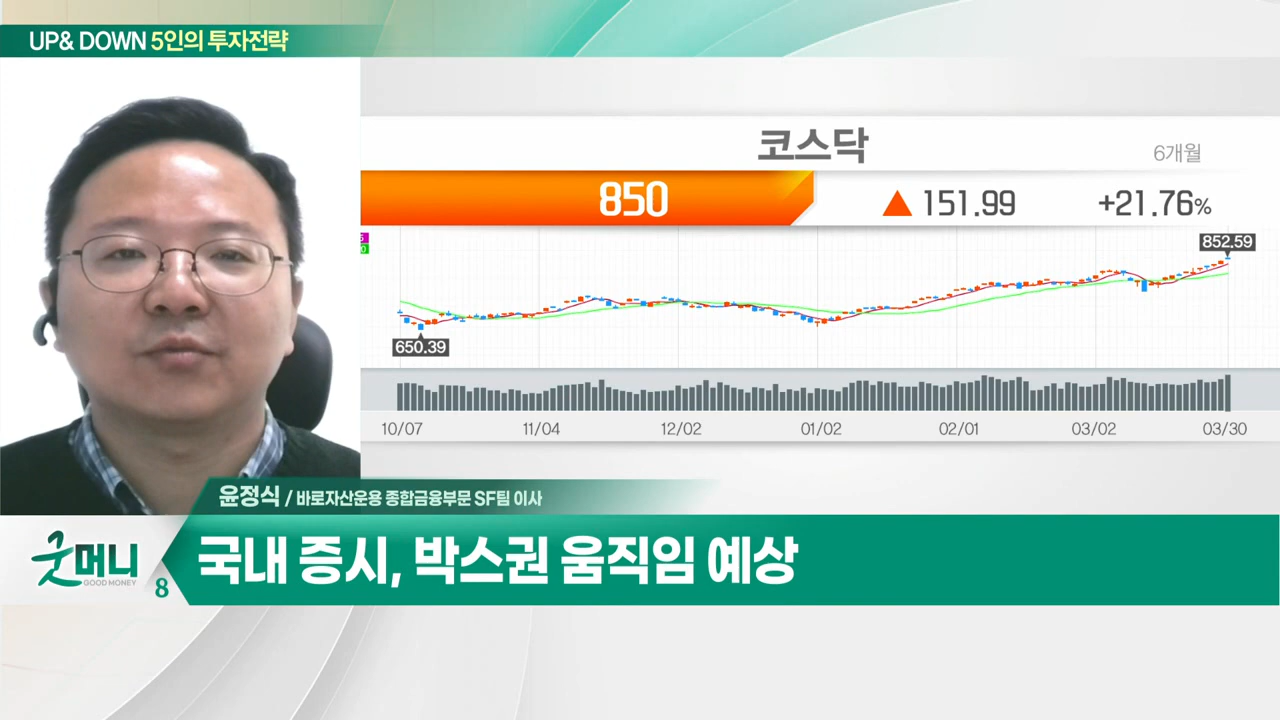 UP& DOWN 5인의 투자전략
코스닥
6개월
850 ▲ 151.99 +21.76%
852.59
650.39
10/07 11/04 12/02 01/02 02/01 03/02 03/30
윤정식 / 바로자산운용 종합금융부문 SF팀 이사
굿머니
GOOD MONEY
8
국내 증시, 박스권 움직임 예상